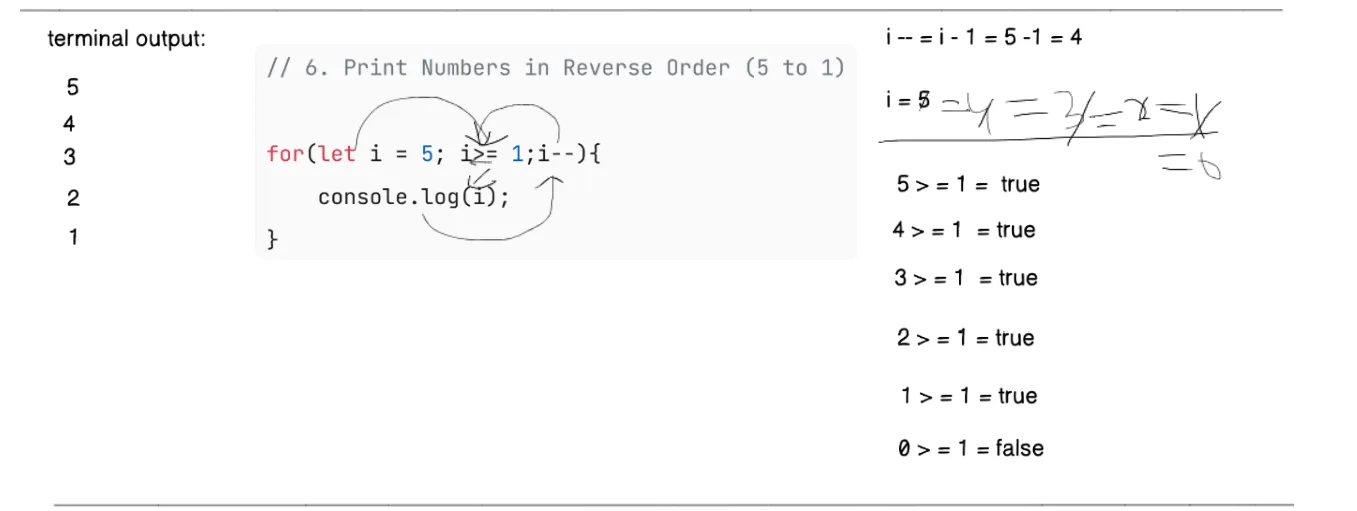 terminal output:
5
4
3
2
1
// 6. Print Numbers in Reverse Order (5 to 1)
for(let i = 5; i>= 1;i--){
console.log(i);
}
i -- = i - 1 = 5 -1 = 4
i = 5 = 4 = 3 = 2 = 1
= 0
5 > = 1 = true
4 > = 1 = true
3 > = 1 = true
2 > = 1 = true
1 > = 1 = true
0 > = 1 = false